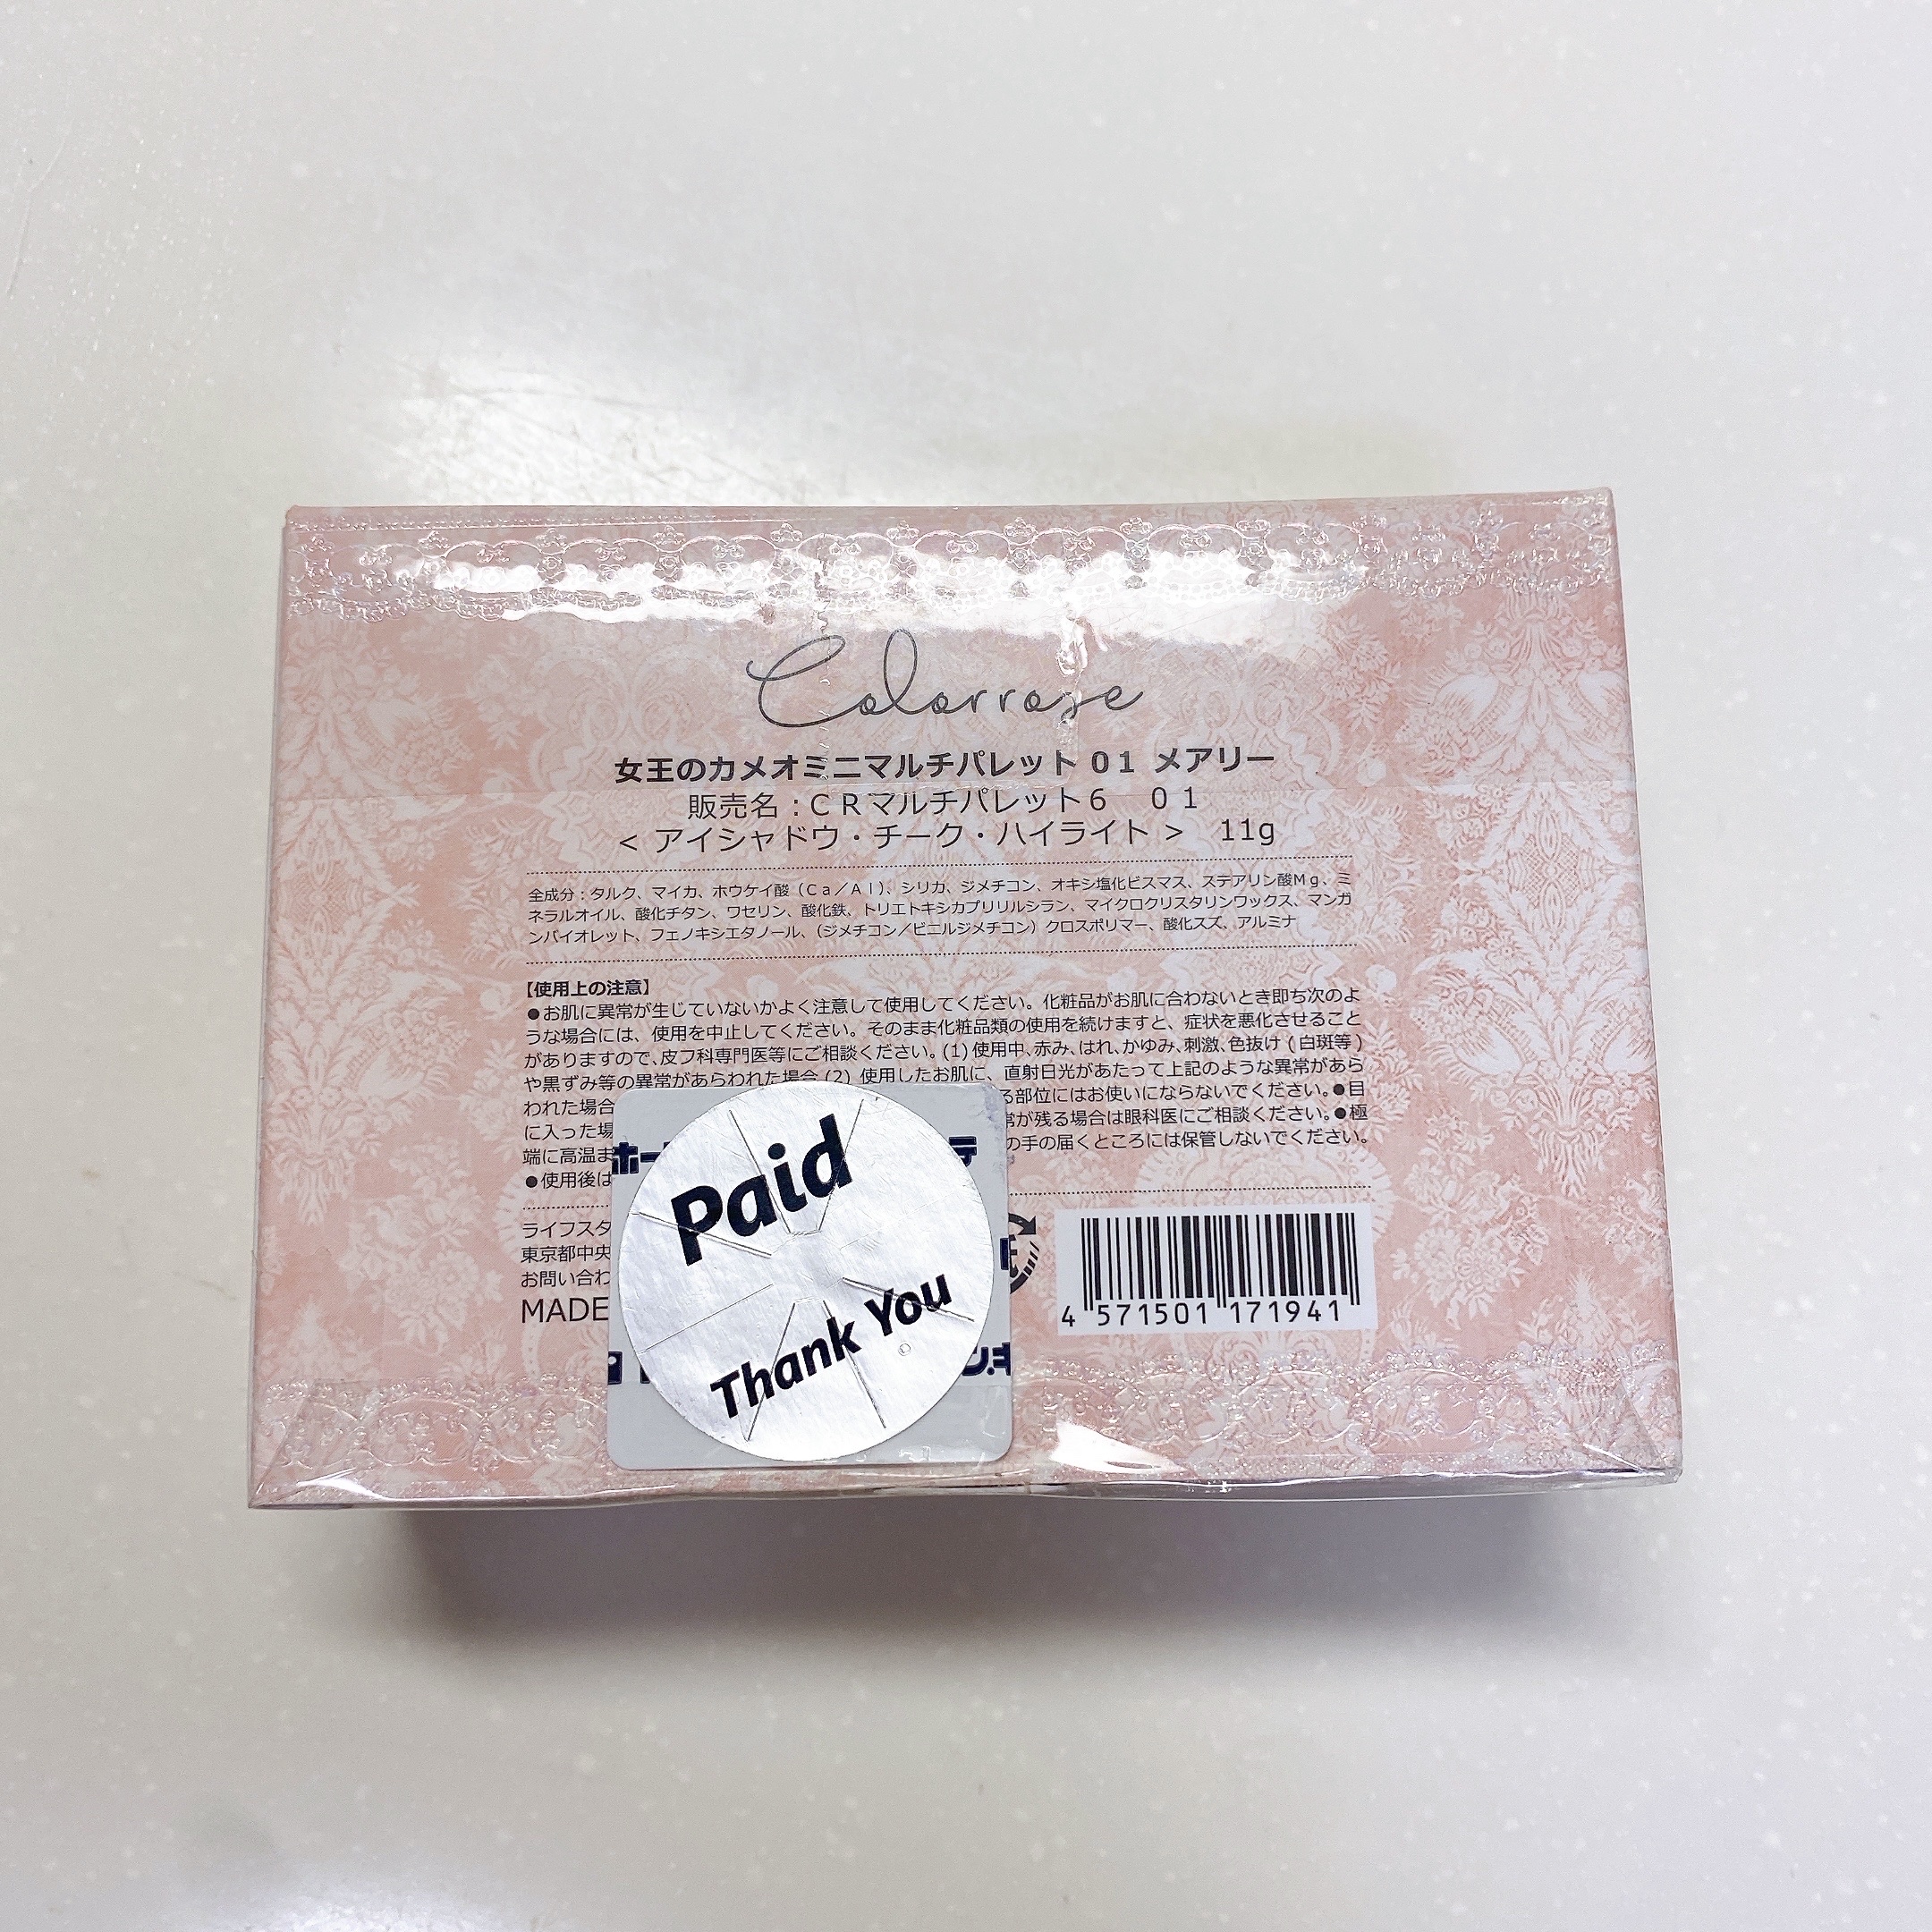 Colorrose
女王のカメオミニマルチパレット 01 メアリー
販売名：ＣＲマルチパレット６　０１
< アイシャドウ・チーク・ハイライト >　11g
全成分：タルク、マイカ、ホウケイ酸（Ｃａ／Ａｌ）、シリカ、ジメチコン、オキシ塩化ビスマス、ステアリン酸Ｍｇ、ミ
ネラルオイル、酸化チタン、ワセリン、酸化鉄、トリエトキシカプリリルシラン、マイクロクリスタリンワックス、マンガ
ンバイオレット、フェノキシエタノール、（ジメチコン／ビニルジメチコン）クロスポリマー、酸化スズ、アルミナ
【使用上の注意】
●お肌に異常が生じていないかよく注意して使用してください。化粧品がお肌に合わないとき即ち次のよ
うな場合には、使用を中止してください。そのまま化粧品類の使用を続けますと、症状を悪化させること
がありますので、皮フ科専門医等にご相談ください。(1)使用中、赤み、はれ、かゆみ、刺激、色抜け（白斑等）
や黒ずみ等の異常があらわれた場合 (2) 使用したお肌に、直射日光があたって上記のような異常があら
われた場合 る部位にはお使いにならないでください。●目
に入った場 常が残る場合は眼科医にご相談ください。●極
端に高温ま の手の届くところには保管しないでください。
●使用後は
ライフスタ
東京都中央
お問い合わ
MADE
ホー テ
Paid
Thank You
4 571501 171941